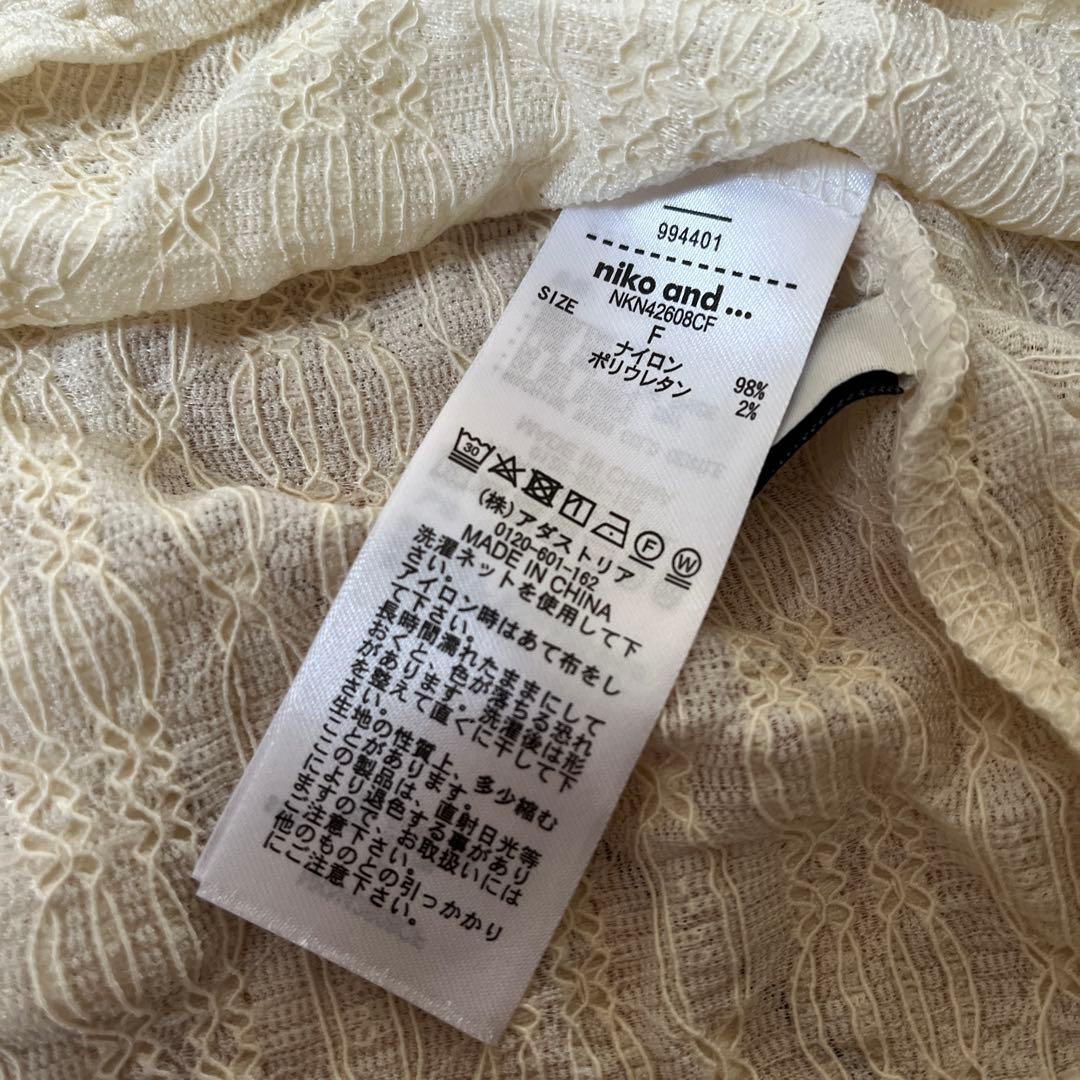 994401
niko and ...
NKN42608CF
SIZE F
ナイロン 98%
ポリウレタン 2%
30
F
W
(株)アダストリア
0120-601-162
MADE IN CHINA
洗濯ネットを使用して下
さい。
アイロン時はあて布をし
て下さい。
長時間濡れたままにして
おくと、色が落ちる恐れ
があります。洗濯後は形
を整えて直ぐに干して下
さい。
生地の性質上、多少縮む
ことがあります。
この製品は、直射日光等
により退色する事があり
ますので、お取扱いには
ご注意下さい。
他のものとの引っかかり
にご注意下さい。